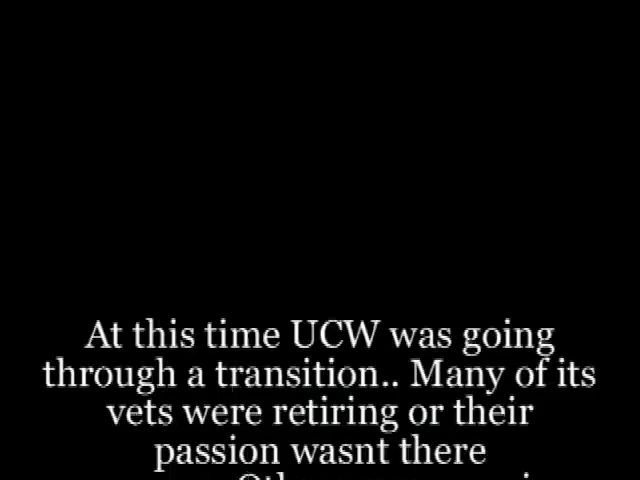 At this time UCW was going
through a transition.. Many of its
vets were retiring or their
passion wasnt there